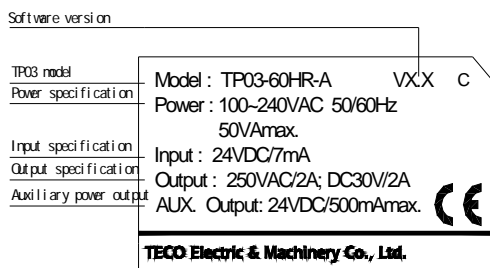 Software version
TP03 model
Model : TP03-60HR-A VX.X C
Power specification
Power : 100~240VAC 50/60Hz
50VAmax.
Input specification
Input : 24VDC/7mA
Output specification
Output : 250VAC/2A; DC30V/2A
Auxiliary power output
AUX. Output: 24VDC/500mAmax.
CE
TECO Electric & Machinery Co., Ltd.